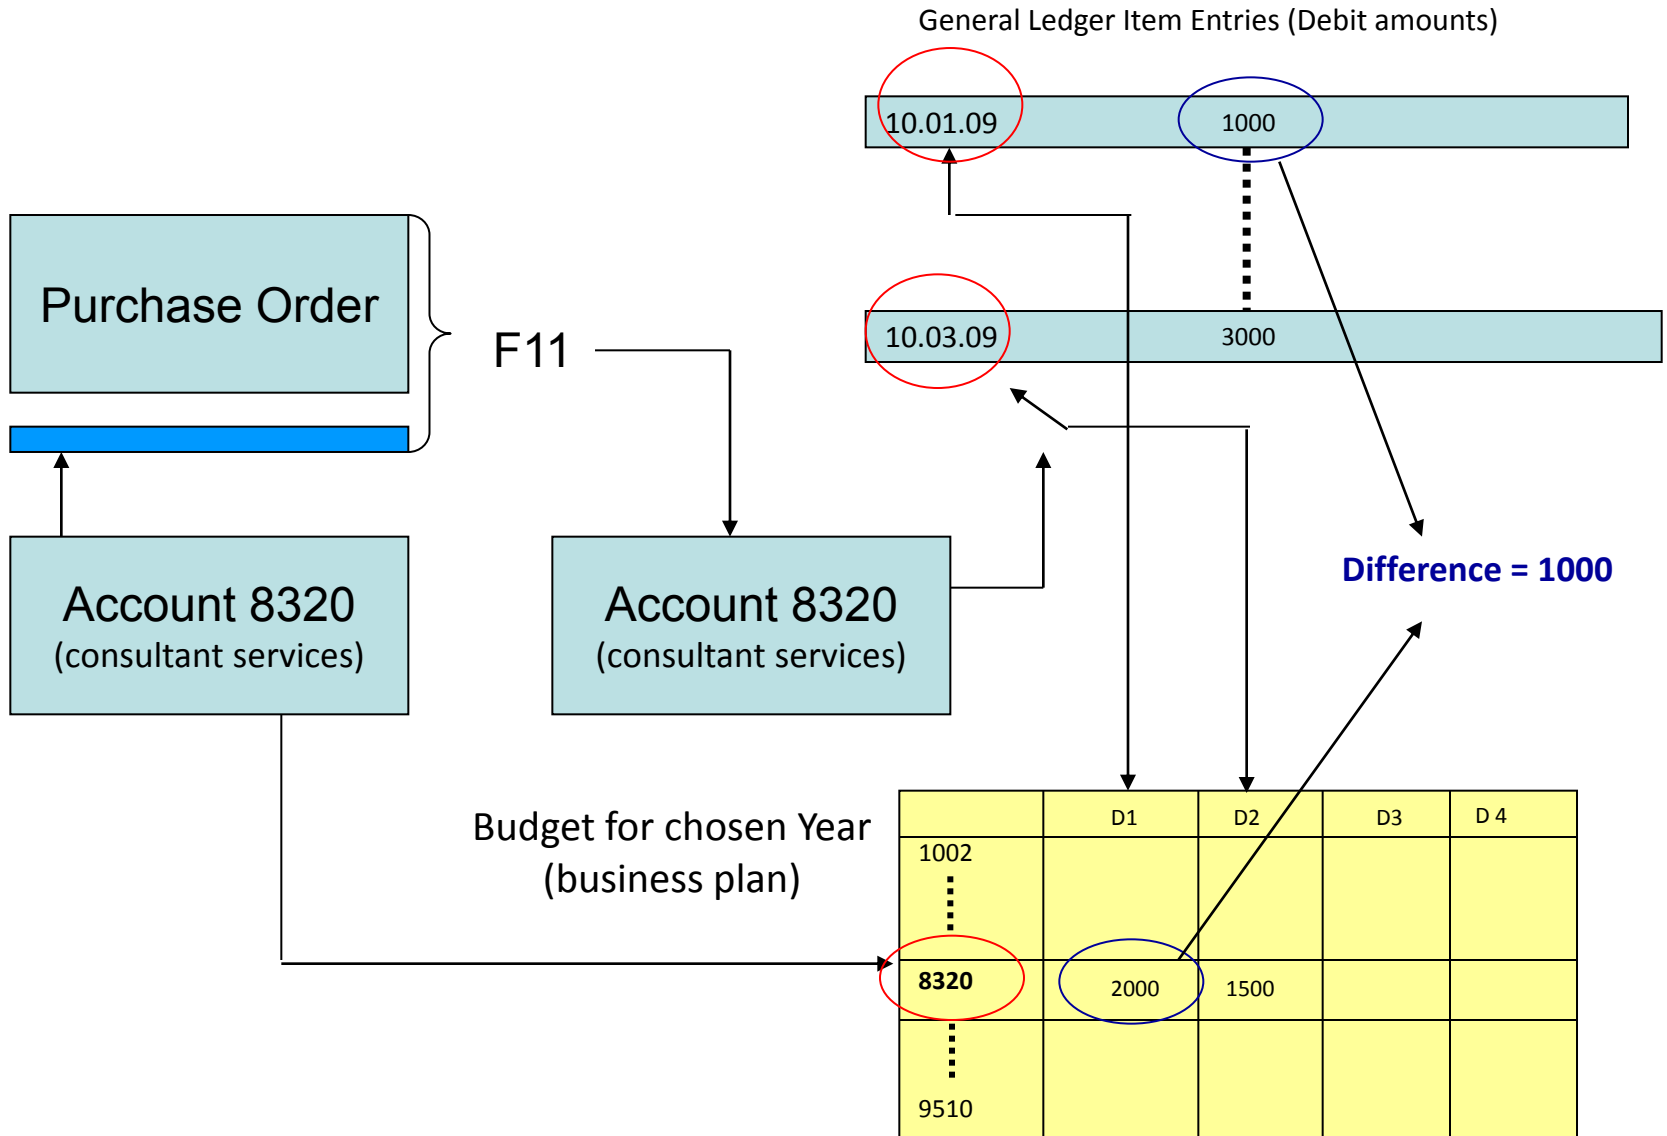 General Ledger Item Entries (Debit amounts)
10.01.09 1000
Purchase Order
F11
10.03.09 3000
Account 8320
(consultant services)
Account 8320
(consultant services)
Difference = 1000
Budget for chosen Year
(business plan)
D1 D2 D3 D 4
1002
8320 2000 1500
9510